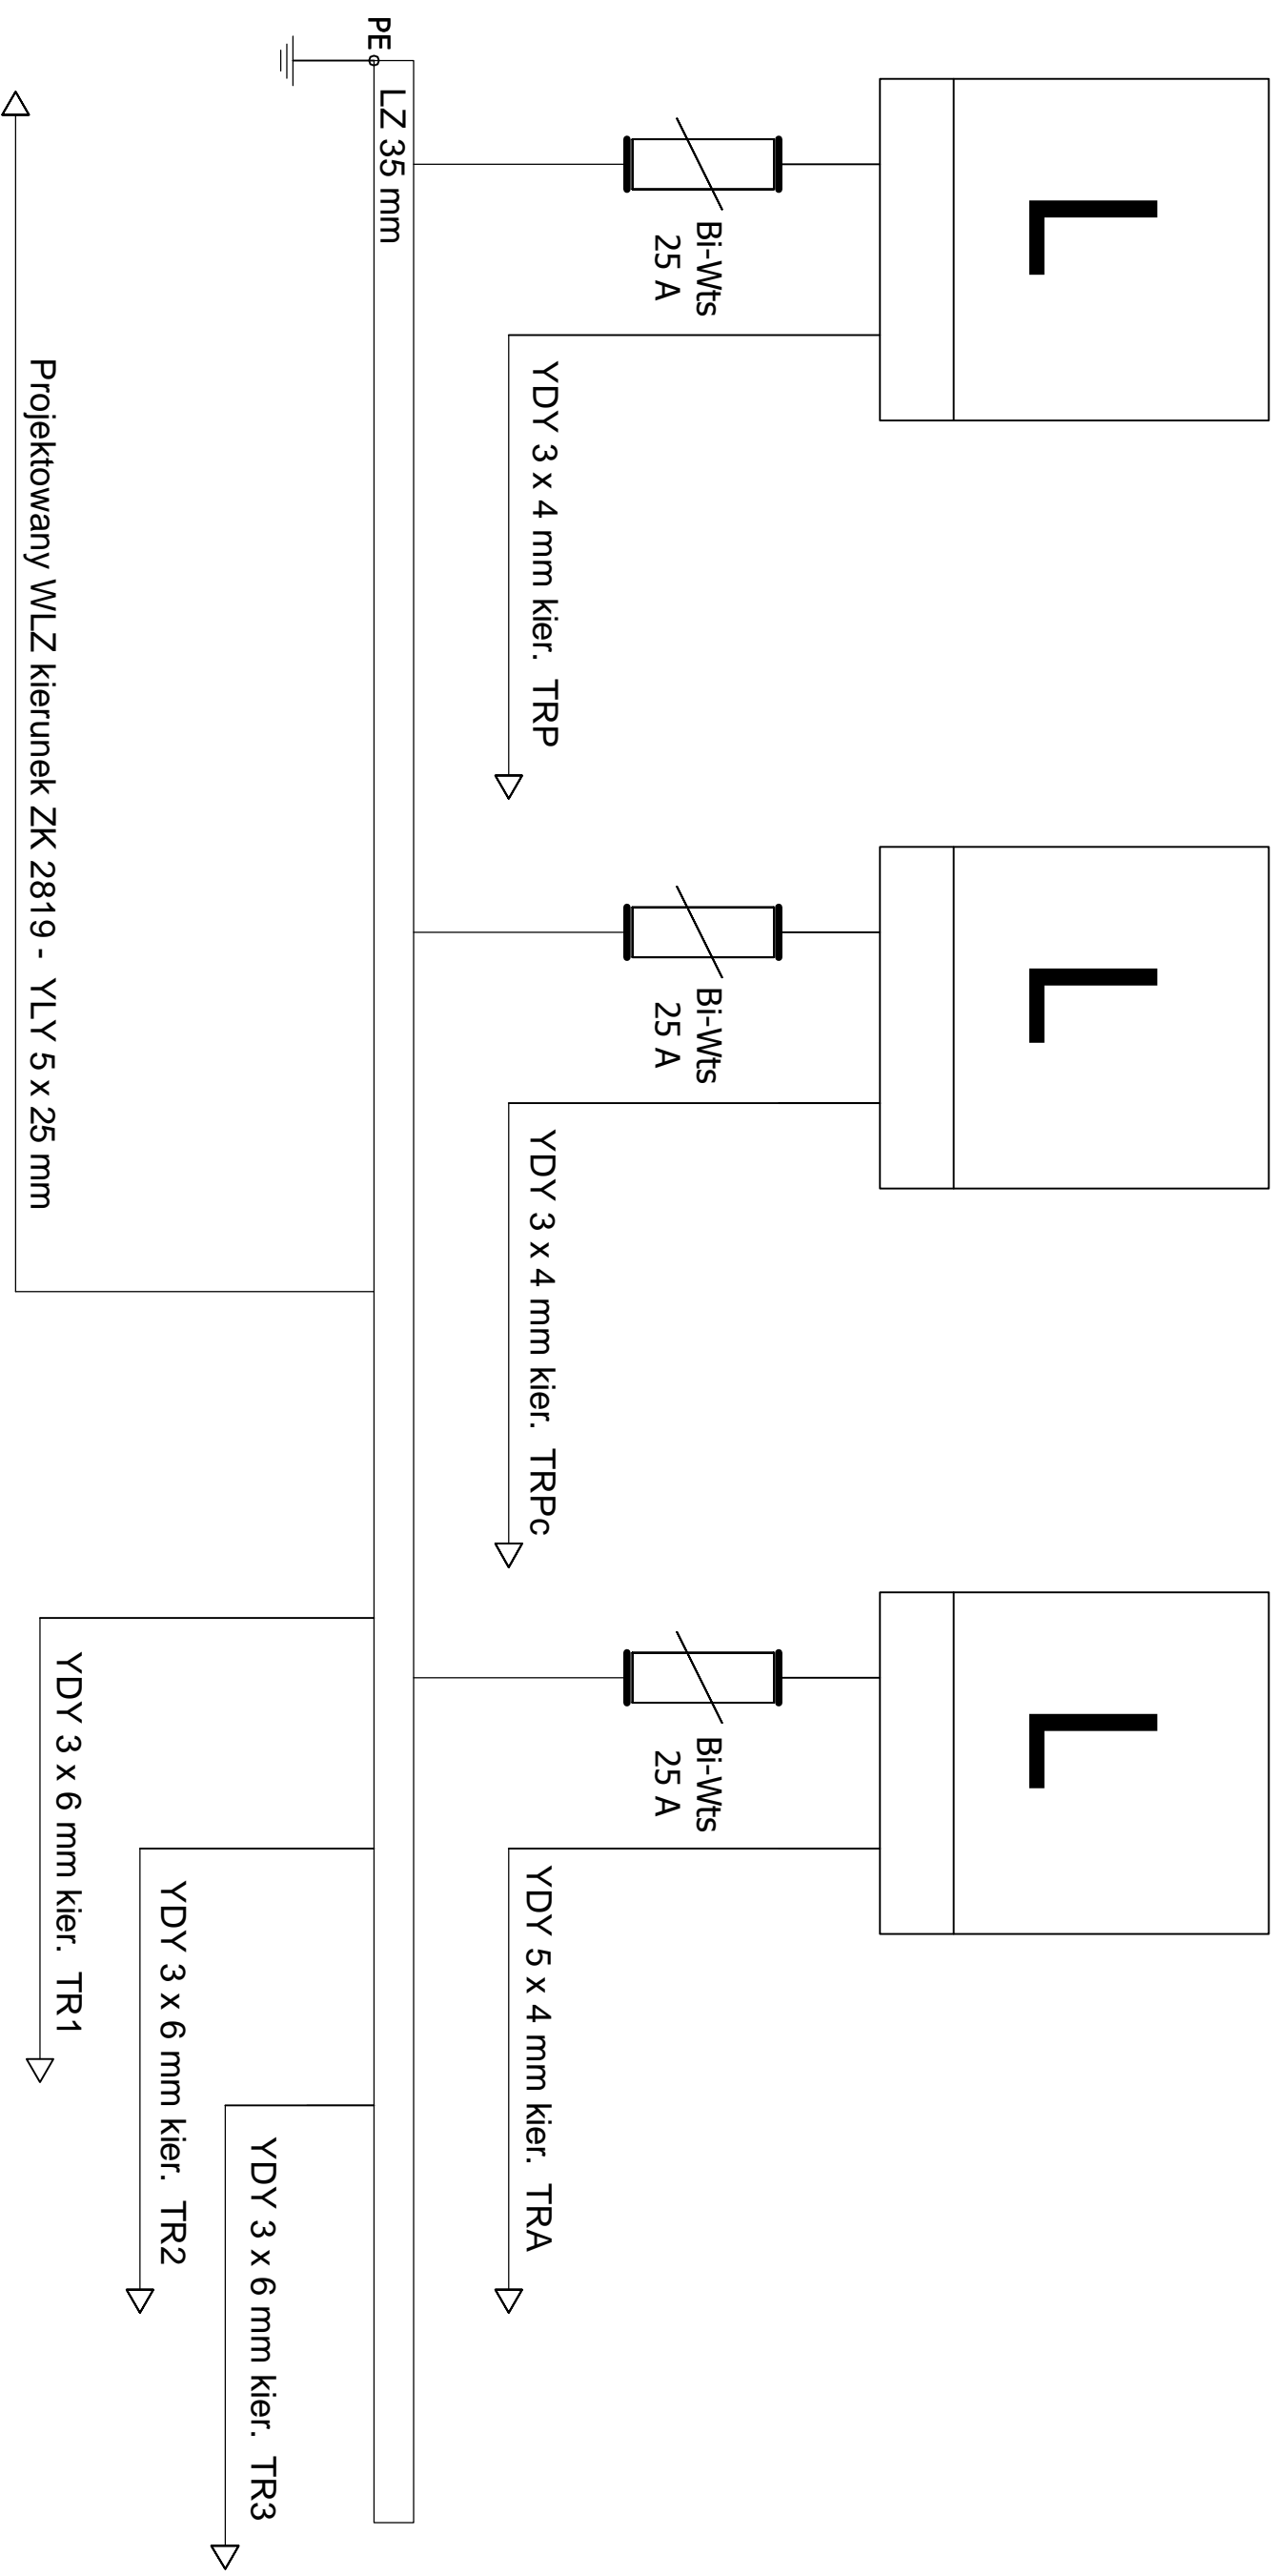 L
L
L
Bi-Wts
25 A
Bi-Wts
25 A
Bi-Wts
25 A
YDY 3 x 4 mm kier. TRP
YDY 3 x 4 mm kier. TRPc
YDY 5 x 4 mm kier. TRA
PE
LZ 35 mm
YDY 3 x 6 mm kier. TR3
YDY 3 x 6 mm kier. TR2
YDY 3 x 6 mm kier. TR1
Projektowany WLZ kierunek ZK 2819 - YLY 5 x 25 mm